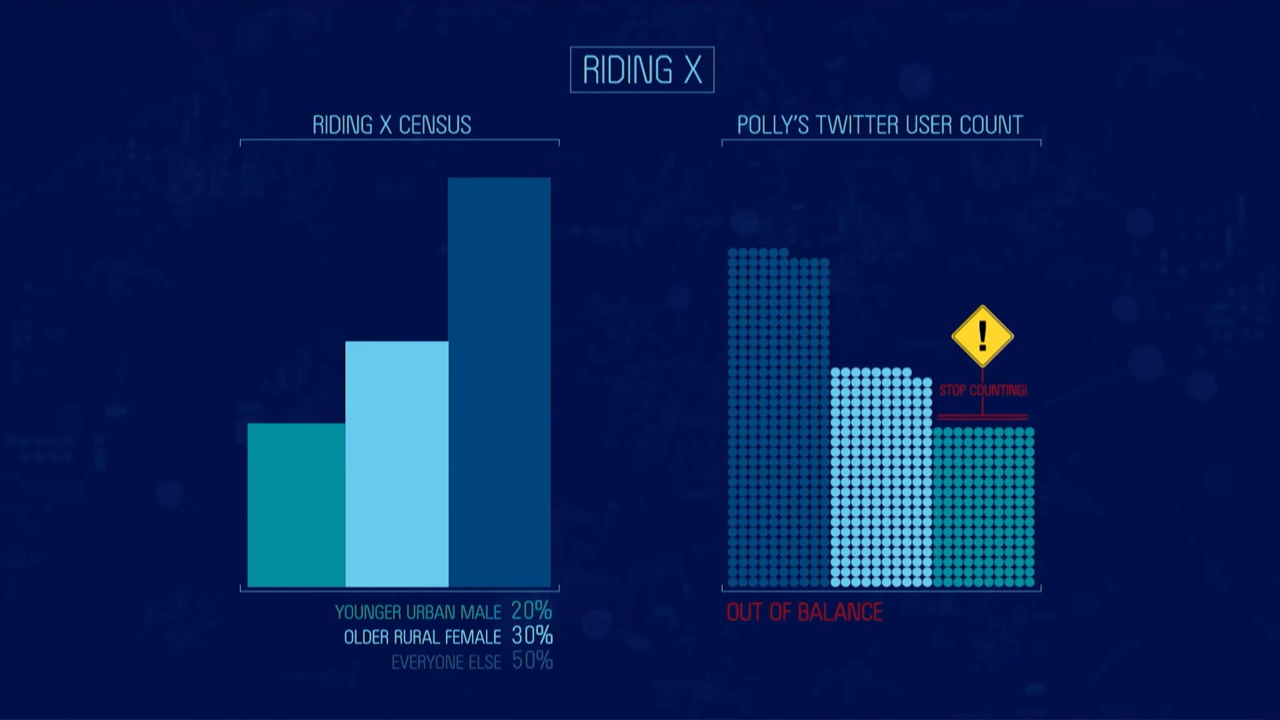 RIDING X
RIDING X CENSUS
POLLY'S TWITTER USER COUNT
!
STOP COUNTING!
YOUNGER URBAN MALE 20%
OLDER RURAL FEMALE 30%
EVERYONE ELSE 50%
OUT OF BALANCE